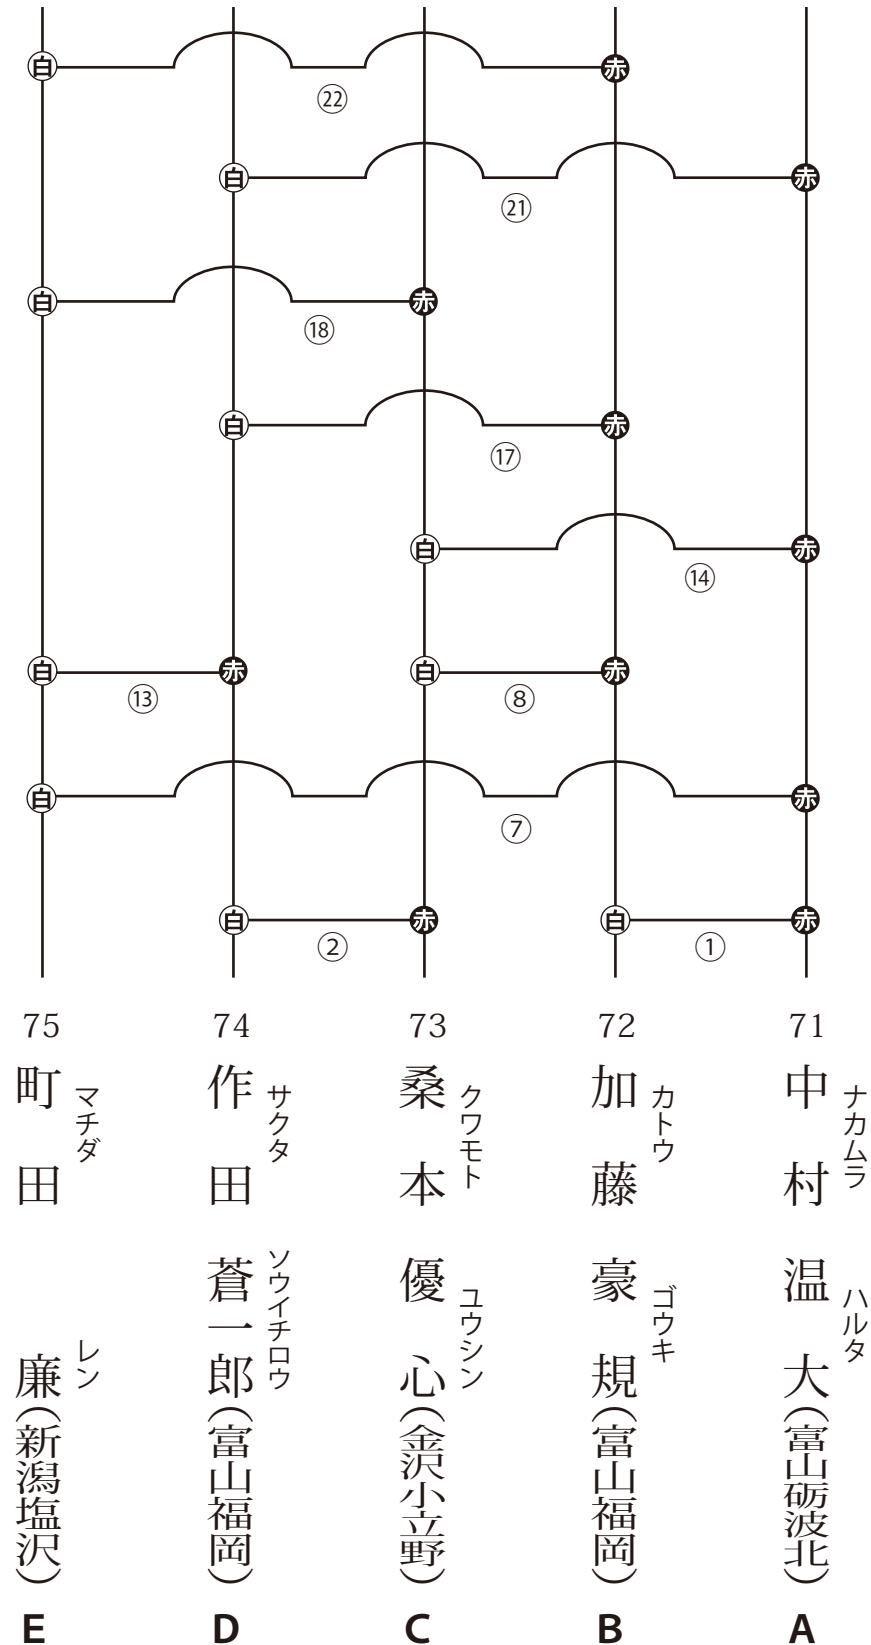 白 赤
㉒
白 赤
㉑
白 赤
⑱
白 赤
⑰
白 赤
⑭
白 赤 白 赤
⑬ ⑧
白 赤
⑦
白 赤 白 赤
② ①
71
中村 温大(富山砺波北)
ナカムラ ハルタ
A
72
加藤 豪規(富山福岡)
カトウ ゴウキ
B
73
桑本 優心(金沢小立野)
クワモト ユウシン
C
74
作田 蒼一郎(富山福岡)
サクタ ソウイチロウ
D
75
町田 廉(新潟塩沢)
マチダ レン
E